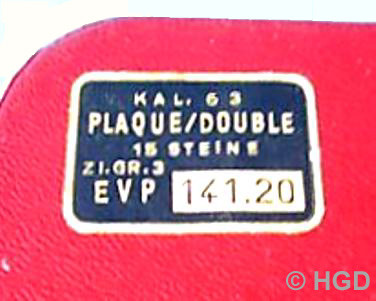 KAL. 63
PLAQUE/DOUBLE
15 STEINE
ZI.GR.3
EVP 141.20
© HGD